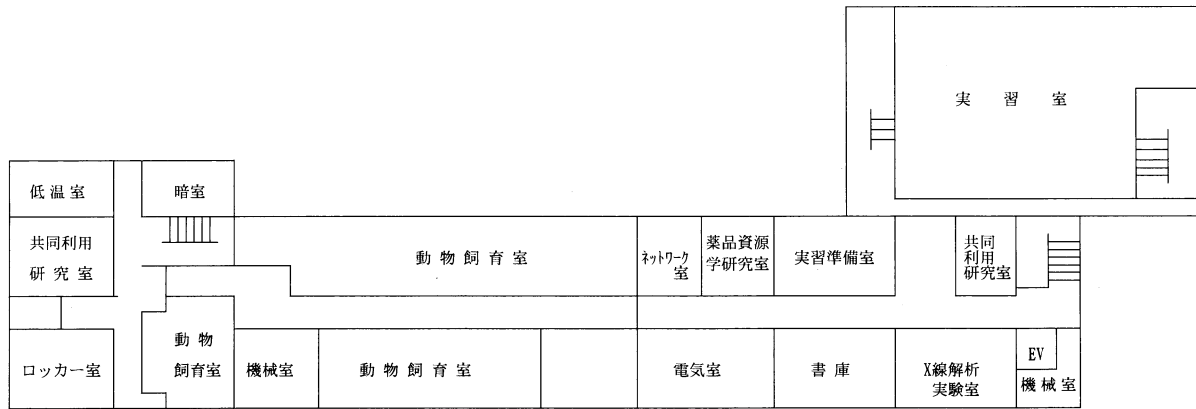 実習室
低温室
暗室
共同利用
研究室
動物飼育室
ネットワーク
室
薬品資源
学研究室
実習準備室
共同
利用
研究室
ロッカー室
動物
飼育室
機械室
動物飼育室
電気室
書庫
X線解析
実験室
EV
機械室